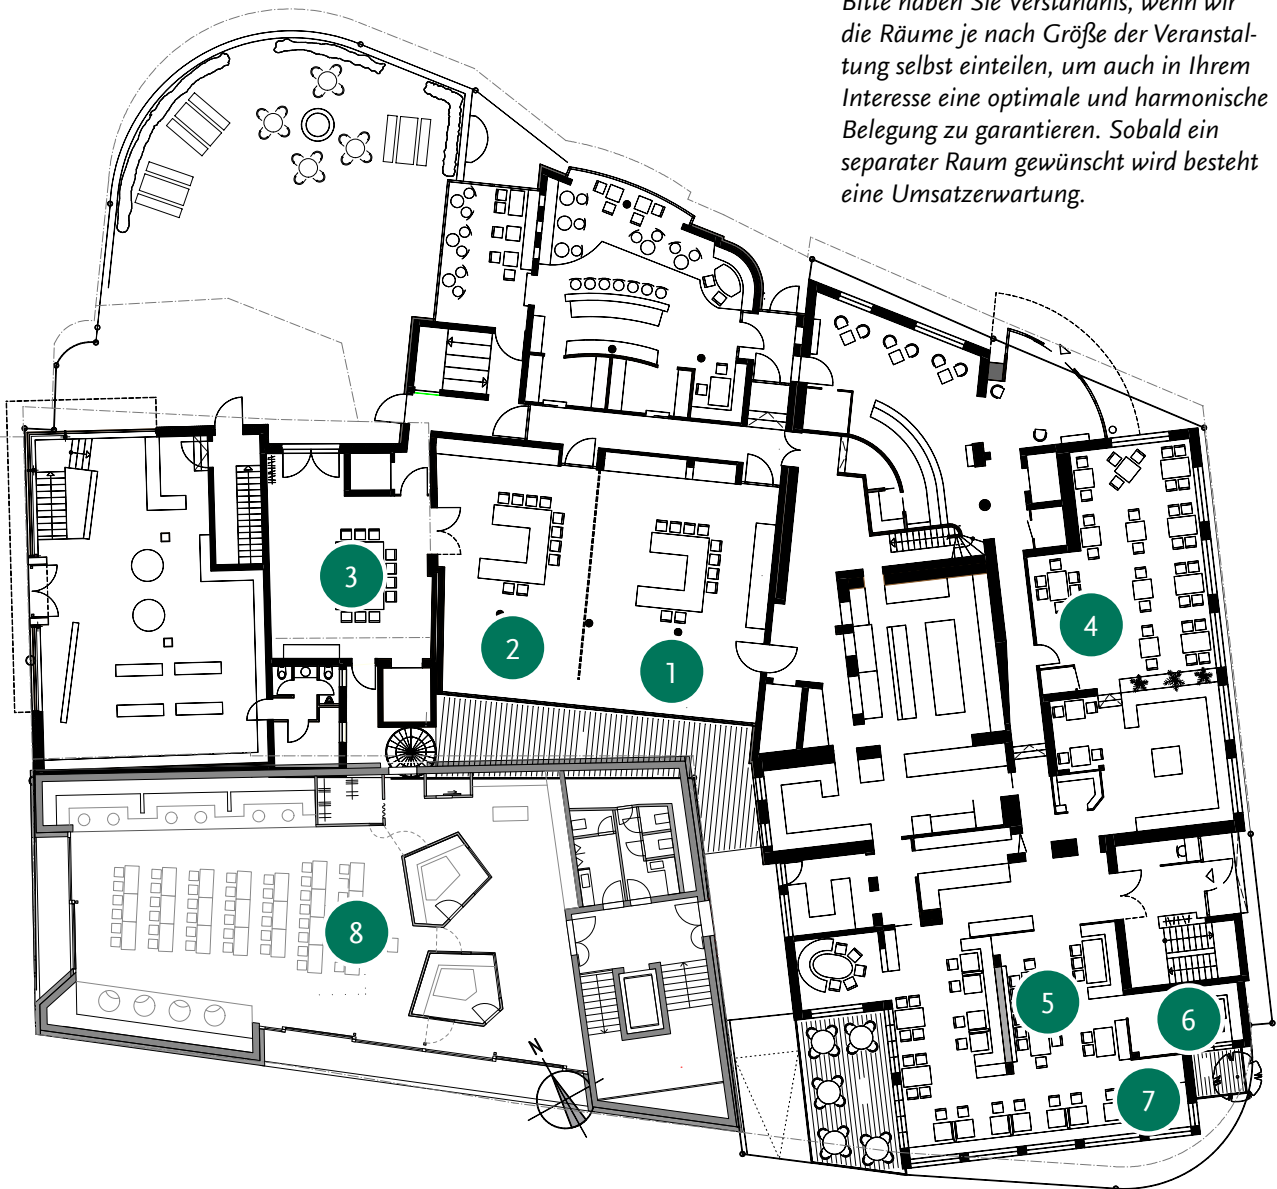 Bitte haben Sie Verständnis, wenn wir
die Räume je nach Größe der Veranstal-
tung selbst einteilen, um auch in Ihrem
Interesse eine optimale und harmonische
Belegung zu garantieren. Sobald ein
separater Raum gewünscht wird besteht
eine Umsatzerwartung.
3
2
1
4
8
5
6
7
N